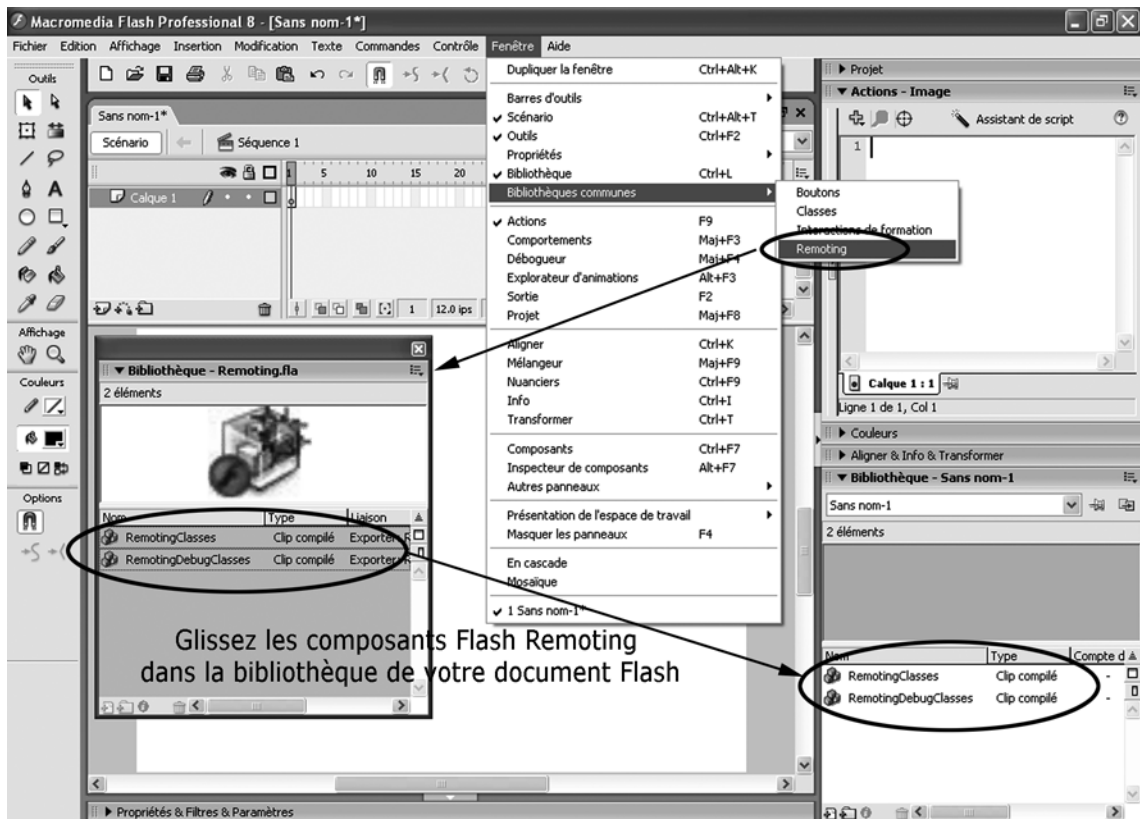 Macromedia Flash Professional 8 - [Sans nom-1*]
Fichier Edition Affichage Insertion Modification Texte Commandes Contrôle Fenêtre Aide
Outils
Affichage
Couleurs
Options
Sans nom-1*
Scénario
Séquence 1
1 5 10 15 20
Calque 1
1 12.0 ips
Dupliquer la fenêtre Ctrl+Alt+K
Barres d'outils
Scénario Ctrl+Alt+T
Outils Ctrl+F2
Propriétés
Bibliothèque Ctrl+L
Bibliothèques communes
Actions F9
Comportements Maj+F3
Débogueur Maj+F4
Explorateur d'animations Alt+F3
Sortie F2
Projet Maj+F8
Aligner Ctrl+K
Mélangeur Maj+F9
Nuanciers Ctrl+F9
Info Ctrl+I
Transformer Ctrl+T
Composants Ctrl+F7
Inspecteur de composants Alt+F7
Autres panneaux
Présentation de l'espace de travail
Masquer les panneaux F4
En cascade
Mosaïque
1 Sans nom-1*
Boutons
Classes
Interactions de formation
Remoting
Bibliothèque - Remoting.fla
2 éléments
Nom Type Liaison
RemotingClasses Clip compilé Exporter: R
RemotingDebugClasses Clip compilé Exporter: R
Glissez les composants Flash Remoting
dans la bibliothèque de votre document Flash
Propriétés & Filtres & Paramètres
Projet
Actions - Image
Assistant de script
1
Calque 1 : 1
Ligne 1 de 1, Col 1
Couleurs
Aligner & Info & Transformer
Bibliothèque - Sans nom-1
Sans nom-1
2 éléments
Nom Type Compte d
RemotingClasses Clip compilé -
RemotingDebugClasses Clip compilé -